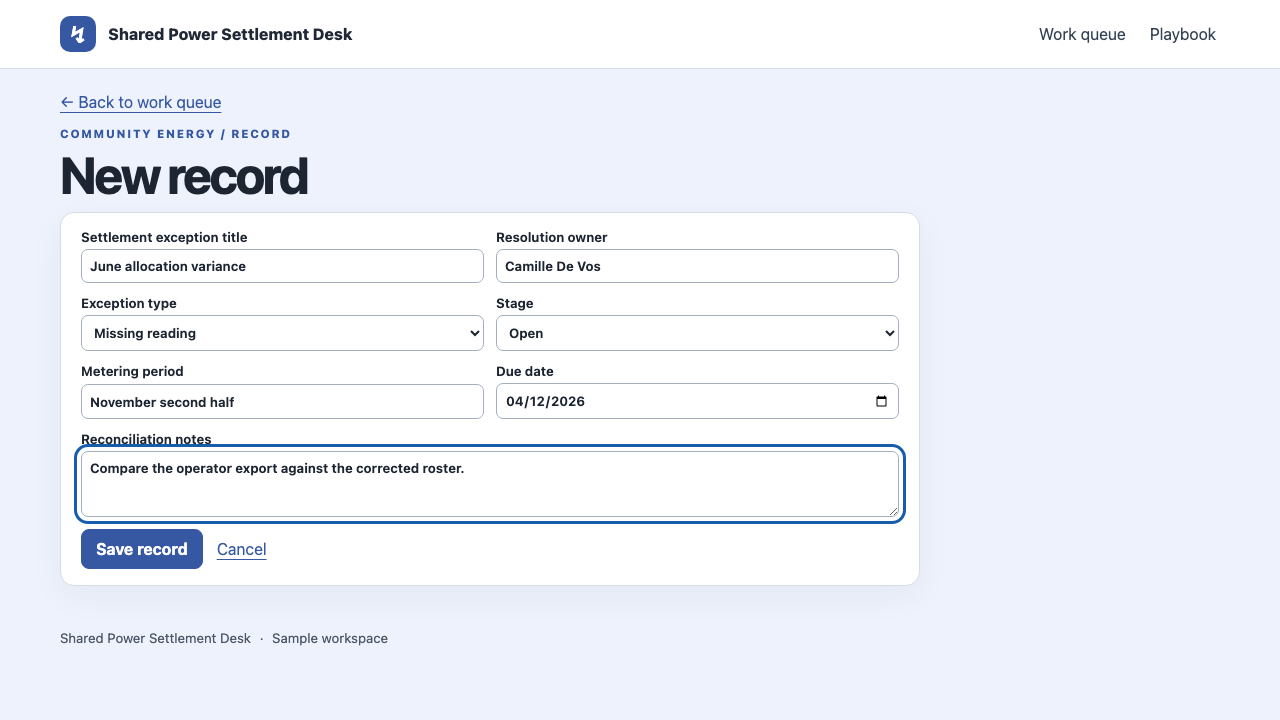 Shared Power Settlement Desk
Work queue
Playbook
← Back to work queue
COMMUNITY ENERGY / RECORD
New record
Settlement exception title
Resolution owner
June allocation variance
Camille De Vos
Exception type
Stage
Missing reading
Open
Metering period
Due date
November second half
04/12/2026
Reconciliation notes
Compare the operator export against the corrected roster.
Save record
Cancel
Shared Power Settlement Desk · Sample workspace